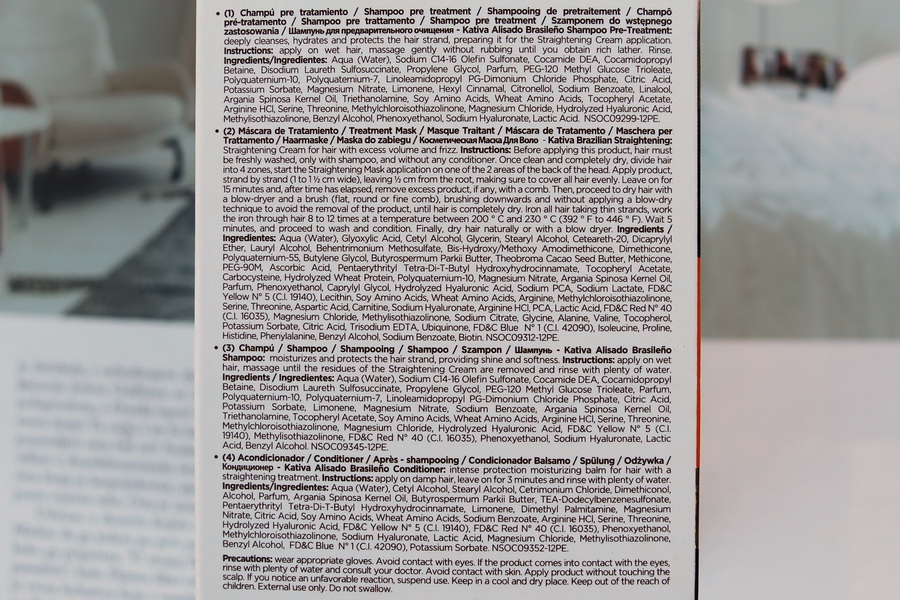 • (1) Champú pre tratamiento / Shampoo pre treatment / Shampooing de pretraitement / Champô
pré-tratamento / Shampoo pre trattamento / Shampoo pre treatment / Szamponem do wstępnego
zastosowania / Шампунь для предварительного очищения - Kativa Alisado Brasileño Shampoo Pre-Treatment:
deeply cleanses, hydrates and protects the hair strand, preparing it for the Straightening Cream application.
Instructions: apply on wet hair, massage gently without rubbing until you obtain rich lather. Rinse.
Ingredients/Ingredientes: Aqua (Water), Sodium C14-16 Olefin Sulfonate, Cocamide DEA, Cocamidopropyl
Betaine, Disodium Laureth Sulfosuccinate, Propylene Glycol, Parfum, PEG-120 Methyl Glucose Trioleate,
Polyquaternium-10, Polyquaternium-7, Linoleamidopropyl PG-Dimonium Chloride Phosphate, Citric Acid,
Potassium Sorbate, Magnesium Nitrate, Limonene, Hexyl Cinnamal, Citronellol, Sodium Benzoate, Linalool,
Argania Spinosa Kernel Oil, Triethanolamine, Soy Amino Acids, Wheat Amino Acids, Tocopheryl Acetate,
Arginine HCl, Serine, Threonine, Methylchloroisothiazolinone, Magnesium Chloride, Hydrolyzed Hyaluronic Acid,
Methylisothiazolinone, Benzyl Alcohol, Phenoxyethanol, Sodium Hyaluronate, Lactic Acid. NSOC09299-12PE.
• (2) Máscara de Tratamiento / Treatment Mask / Masque Traitant / Máscara de Tratamento / Maschera per
Trattamento / Haarmaske / Maska do zabiegu / Косметическая Маска Для Воло - Kativa Brazilian Straightening:
Straightening Cream for hair with excess volume and frizz. Instructions: Before applying this product, hair must
be freshly washed, only with shampoo, and without any conditioner. Once clean and completely dry, divide hair
into 4 zones, start the Straightening Mask application on one of the 2 areas of the back of the head. Apply product,
strand by strand (1 to 1 ½ cm wide), leaving ½ cm from the root, making sure to cover all hair evenly. Leave on for
15 minutes and, after time has elapsed, remove excess product, if any, with a comb. Then, proceed to dry hair with
a blow-dryer and a brush (flat, round or fine comb), brushing downwards and without applying a blow-dry
technique to avoid the removal of the product, until hair is completely dry. Iron all hair taking thin strands, work
the iron through hair 8 to 12 times at a temperature between 200 ° C and 230 ° C (392 ° F to 446 ° F). Wait 5
minutes, and proceed to wash and condition. Finally, dry hair naturally or with a blow dryer. Ingredients /
Ingredientes: Aqua (Water), Glyoxylic Acid, Cetyl Alcohol, Glycerin, Stearyl Alcohol, Ceteareth-20, Dicaprylyl
Ether, Lauryl Alcohol, Behentrimonium Methosulfate, Bis-Hydroxy/Methoxy Amodimethicone, Dimethicone,
Polyquaternium-55, Butylene Glycol, Butyrospermum Parkii Butter, Theobroma Cacao Seed Butter, Methicone,
PEG-90M, Ascorbic Acid, Pentaerythrityl Tetra-Di-T-Butyl Hydroxyhydrocinnamate, Tocopheryl Acetate,
Carbocysteine, Hydrolyzed Wheat Protein, Polyquaternium-10, Magnesium Nitrate, Argania Spinosa Kernel Oil,
Parfum, Phenoxyethanol, Caprylyl Glycol, Hydrolyzed Hyaluronic Acid, Sodium PCA, Sodium Lactate, FD&C
Yellow N° 5 (C.I. 19140), Lecithin, Soy Amino Acids, Wheat Amino Acids, Arginine, Methylchloroisothiazolinone,
Serine, Threonine, Aspartic Acid, Carnitine, Sodium Hyaluronate, Arginine HCl, PCA, Lactic Acid, FD&C Red N° 40
(C.I. 16035), Magnesium Chloride, Methylisothiazolinone, Sodium Citrate, Glycine, Alanine, Valine, Tocopherol,
Potassium Sorbate, Citric Acid, Trisodium EDTA, Ubiquinone, FD&C Blue N° 1 (C.I. 42090), Isoleucine, Proline,
Histidine, Phenylalanine, Benzyl Alcohol, Sodium Benzoate, Biotin. NSOC09312-12PE.
• (3) Champú / Shampoo / Shampooing / Shampoo / Szampon / Шампунь - Kativa Alisado Brasileño
Shampoo: moisturizes and protects the hair strand, providing shine and softness. Instructions: apply on wet
hair, massage until the residues of the Straightening Cream are removed and rinse with plenty of water.
Ingredients / Ingredientes: Aqua (Water), Sodium C14-16 Olefin Sulfonate, Cocamide DEA, Cocamidopropyl
Betaine, Disodium Laureth Sulfosuccinate, Propylene Glycol, PEG-120 Methyl Glucose Trioleate, Parfum,
Polyquaternium-10, Polyquaternium-7, Linoleamidopropyl PG-Dimonium Chloride Phosphate, Citric Acid,
Potassium Sorbate, Limonene, Magnesium Nitrate, Sodium Benzoate, Argania Spinosa Kernel Oil,
Triethanolamine, Tocopheryl Acetate, Soy Amino Acids, Wheat Amino Acids, Arginine HCl, Serine, Threonine,
Methylchloroisothiazolinone, Magnesium Chloride, Hydrolyzed Hyaluronic Acid, FD&C Yellow N° 5 (C.I.
19140), Methylisothiazolinone, FD&C Red N° 40 (C.I. 16035), Phenoxyethanol, Sodium Hyaluronate, Lactic
Acid, Benzyl Alcohol. NSOC09345-12PE.
• (4) Acondicionador / Conditioner / Après - shampooing / Condicionador Balsamo / Spülung / Odżywka /
Кондиционер - Kativa Alisado Brasileño Conditioner: intense protection moisturizing balm for hair with a
straightening treatment. Instructions: apply on damp hair, leave on for 3 minutes and rinse with plenty of water.
Ingredients/Ingredientes: Aqua (Water), Cetyl Alcohol, Stearyl Alcohol, Cetrimonium Chloride, Dimethiconol,
Alcohol, Parfum, Argania Spinosa Kernel Oil, Butyrospermum Parkii Butter, TEA-Dodecylbenzenesulfonate,
Pentaerythrityl Tetra-Di-T-Butyl Hydroxyhydrocinnamate, Limonene, Dimethyl Palmitamine, Magnesium
Nitrate, Citric Acid, Soy Amino Acids, Wheat Amino Acids, Sodium Benzoate, Arginine HCl, Serine, Threonine,
Hydrolyzed Hyaluronic Acid, FD&C Yellow N° 5 (C.I. 19140), FD&C Red N° 40 (C.I. 16035), Phenoxyethanol,
Methylchloroisothiazolinone, Sodium Hyaluronate, Lactic Acid, Magnesium Chloride, Methylisothiazolinone,
Benzyl Alcohol, FD&C Blue N° 1 (C.I. 42090), Potassium Sorbate. NSOC09352-12PE.
Precautions: wear appropriate gloves. Avoid contact with eyes. If the product comes into contact with the eyes,
rinse with plenty of water and consult your doctor. Avoid contact with skin. Apply product without touching the
scalp. If you notice an unfavorable reaction, suspend use. Keep in a cool and dry place. Keep out of the reach of
children. External use only. Do not swallow.